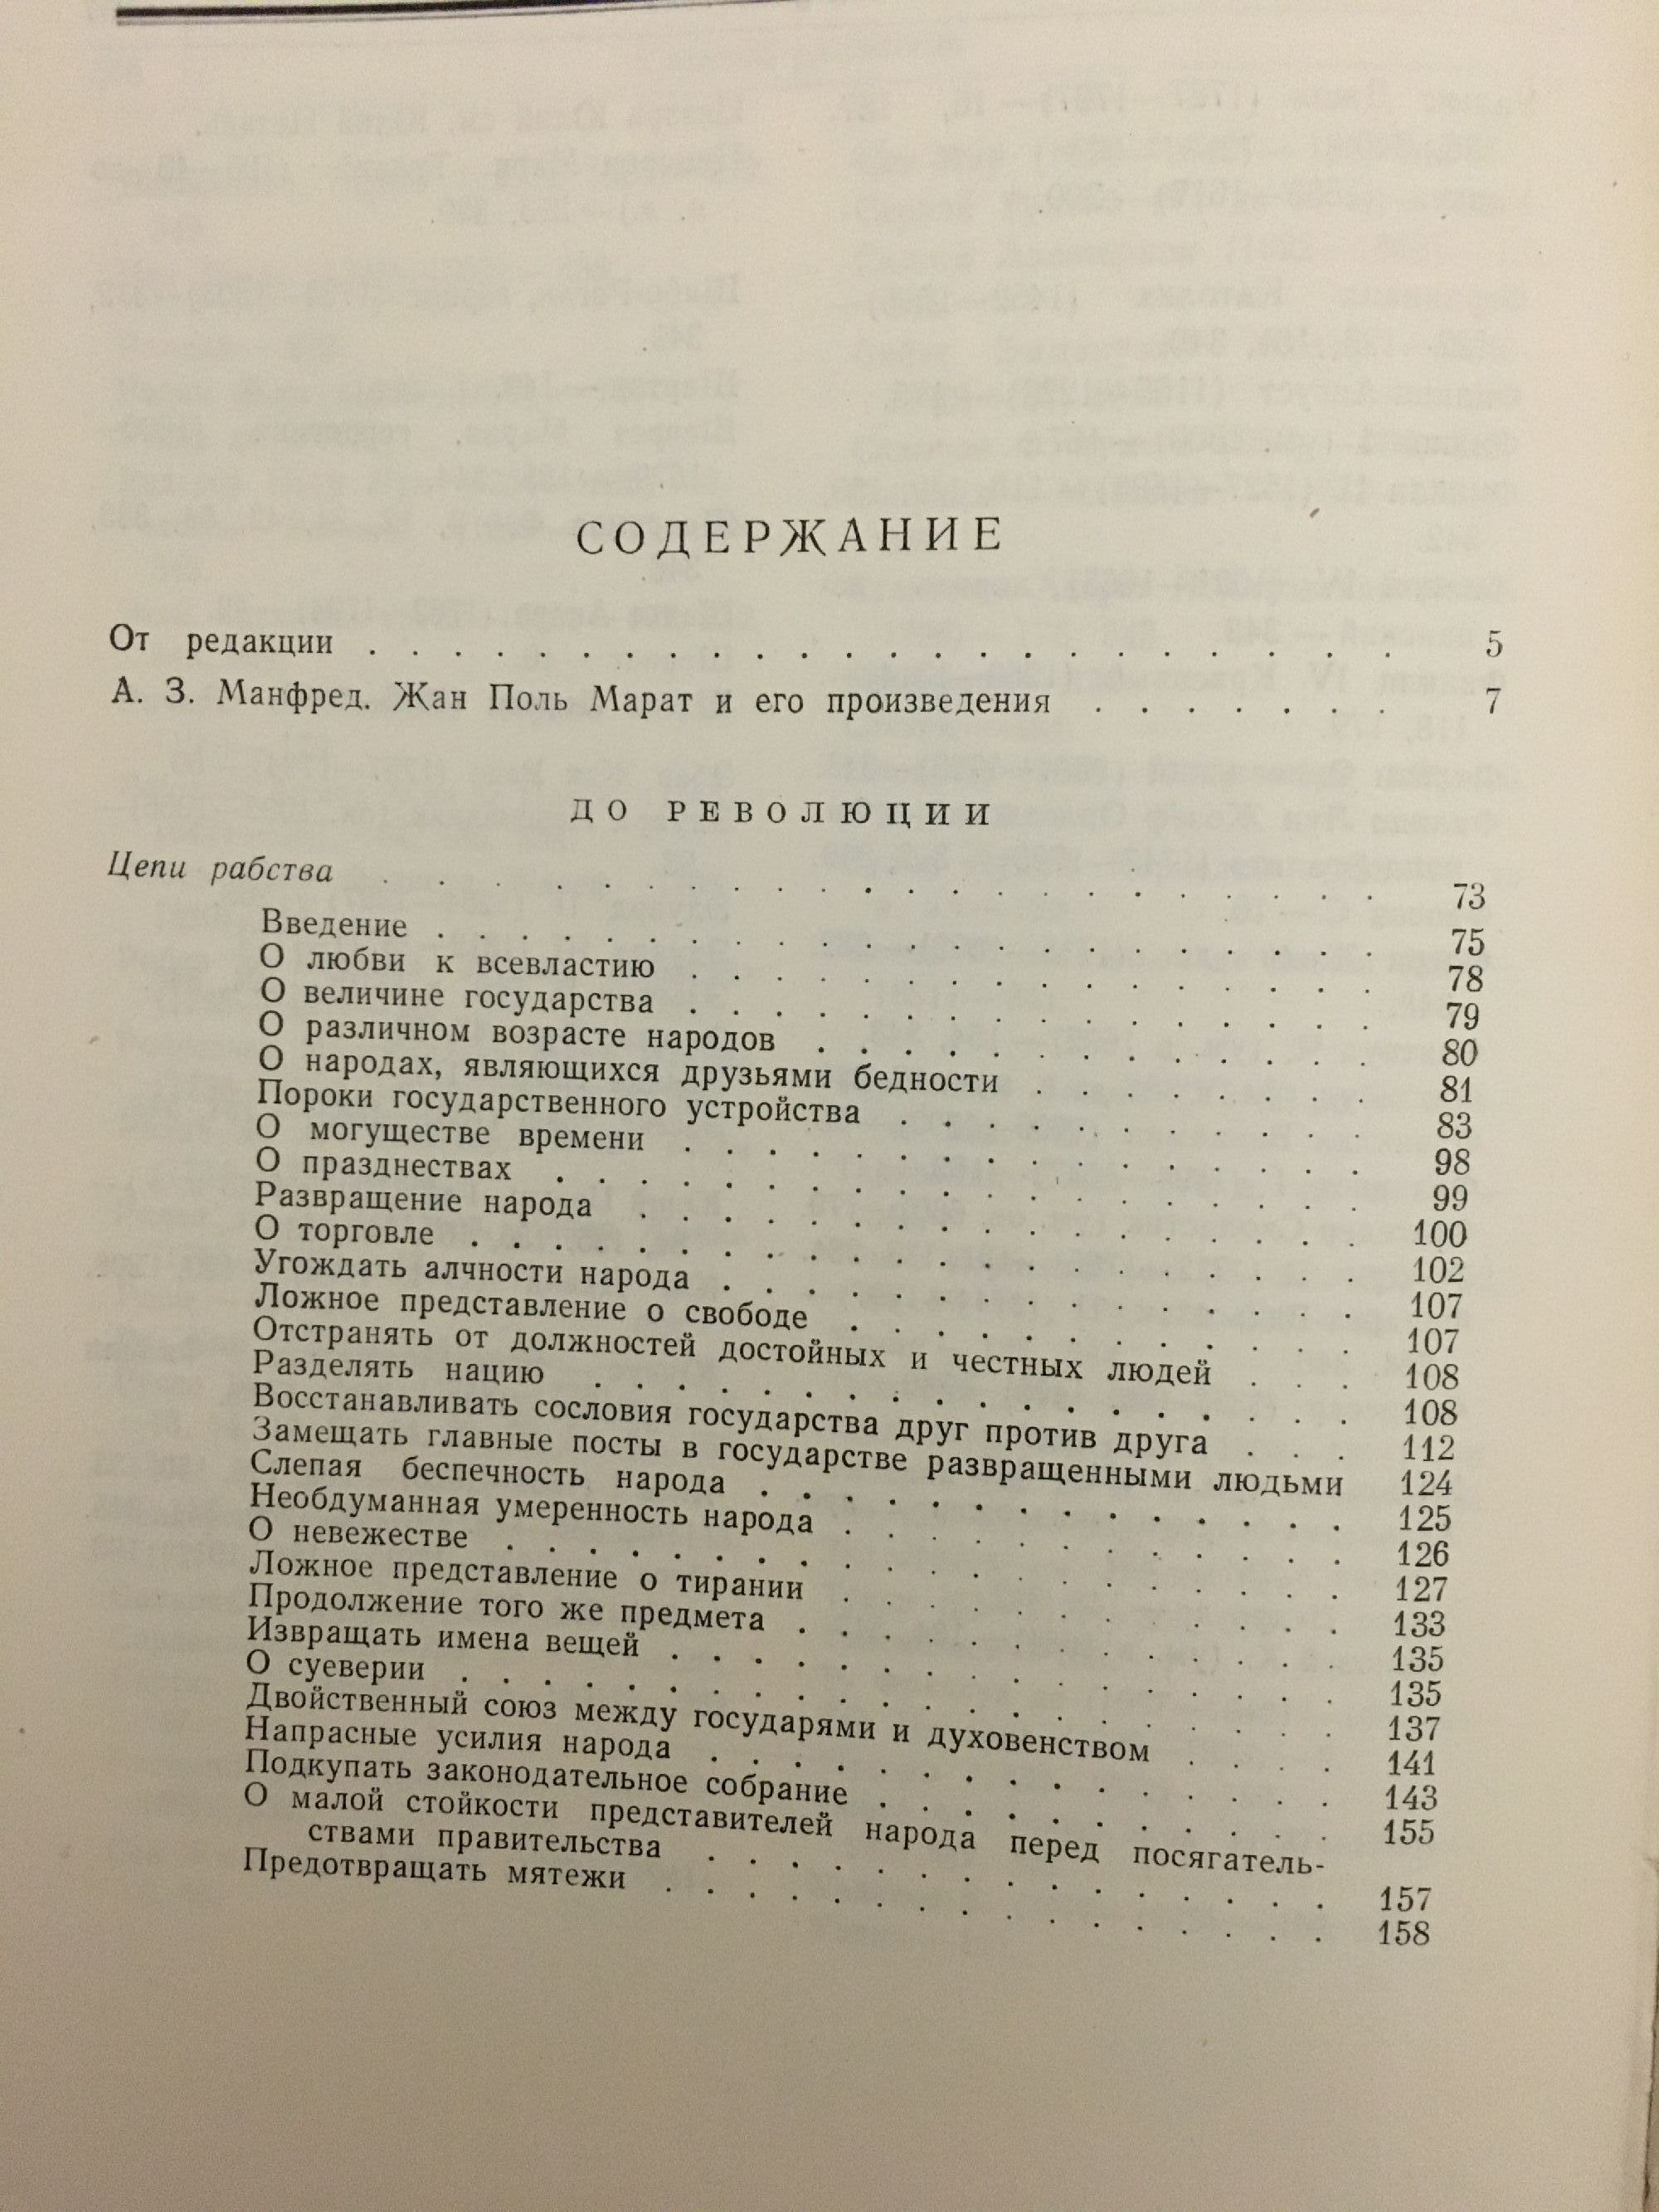 СОДЕРЖАНИЕ
От редакции . . . . . . . . . . . . . . . . . . . . . . . . 5
А. З. Манфред. Жан Поль Марат и его произведения . . . . . . . 7
ДО РЕВОЛЮЦИИ
Цепи рабства . . . . . . . . . . . . . . . . . . . . . 73
Введение . . . . . . . . . . . . . . . . . . . . . 75
О любви к всевластию . . . . . . . . . . . . . . . . 78
О величине государства . . . . . . . . . . . . . . . . 79
О различном возрасте народов . . . . . . . . . . . . . 80
О народах, являющихся друзьями бедности . . . . . . . . 81
Пороки государственного устройства . . . . . . . . . . . 83
О могуществе времени . . . . . . . . . . . . . . . . 98
О празднествах . . . . . . . . . . . . . . . . . . . 99
Развращение народа . . . . . . . . . . . . . . . . . 100
О торговле . . . . . . . . . . . . . . . . . . . . . 102
Угождать алчности народа . . . . . . . . . . . . . . . 107
Ложное представление о свободе . . . . . . . . . . . . 107
Отстранять от должностей достойных и честных людей . . . 108
Разделять нацию . . . . . . . . . . . . . . . . . . 108
Восстанавливать сословия государства друг против друга . . . 112
Замещать главные посты в государстве развращенными людьми 124
Слепая беспечность народа . . . . . . . . . . . . . . 125
Необдуманная умеренность народа . . . . . . . . . . . . 126
О невежестве . . . . . . . . . . . . . . . . . . . . 127
Ложное представление о тирании . . . . . . . . . . . . 133
Продолжение того же предмета . . . . . . . . . . . . . 135
Извращать имена вещей . . . . . . . . . . . . . . . . 135
О суеверии . . . . . . . . . . . . . . . . . . . . . 137
Двойственный союз между государями и духовенством . . . . 141
Напрасные усилия народа . . . . . . . . . . . . . . . 143
Подкупать законодательное собрание . . . . . . . . . . . 155
О малой стойкости представителей народа перед посягатель-
ствами правительства . . . . . . . . . . . . . . . 157
Предотвращать мятежи . . . . . . . . . . . . . . . . 158